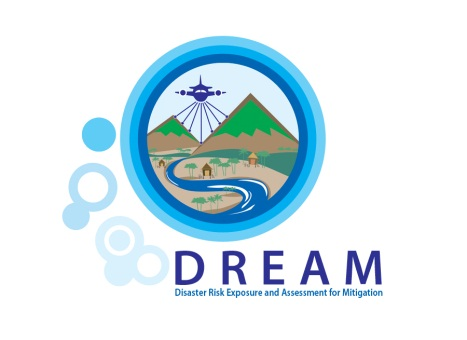 DREAM
Disaster Risk Exposure and Assessment for Mitigation